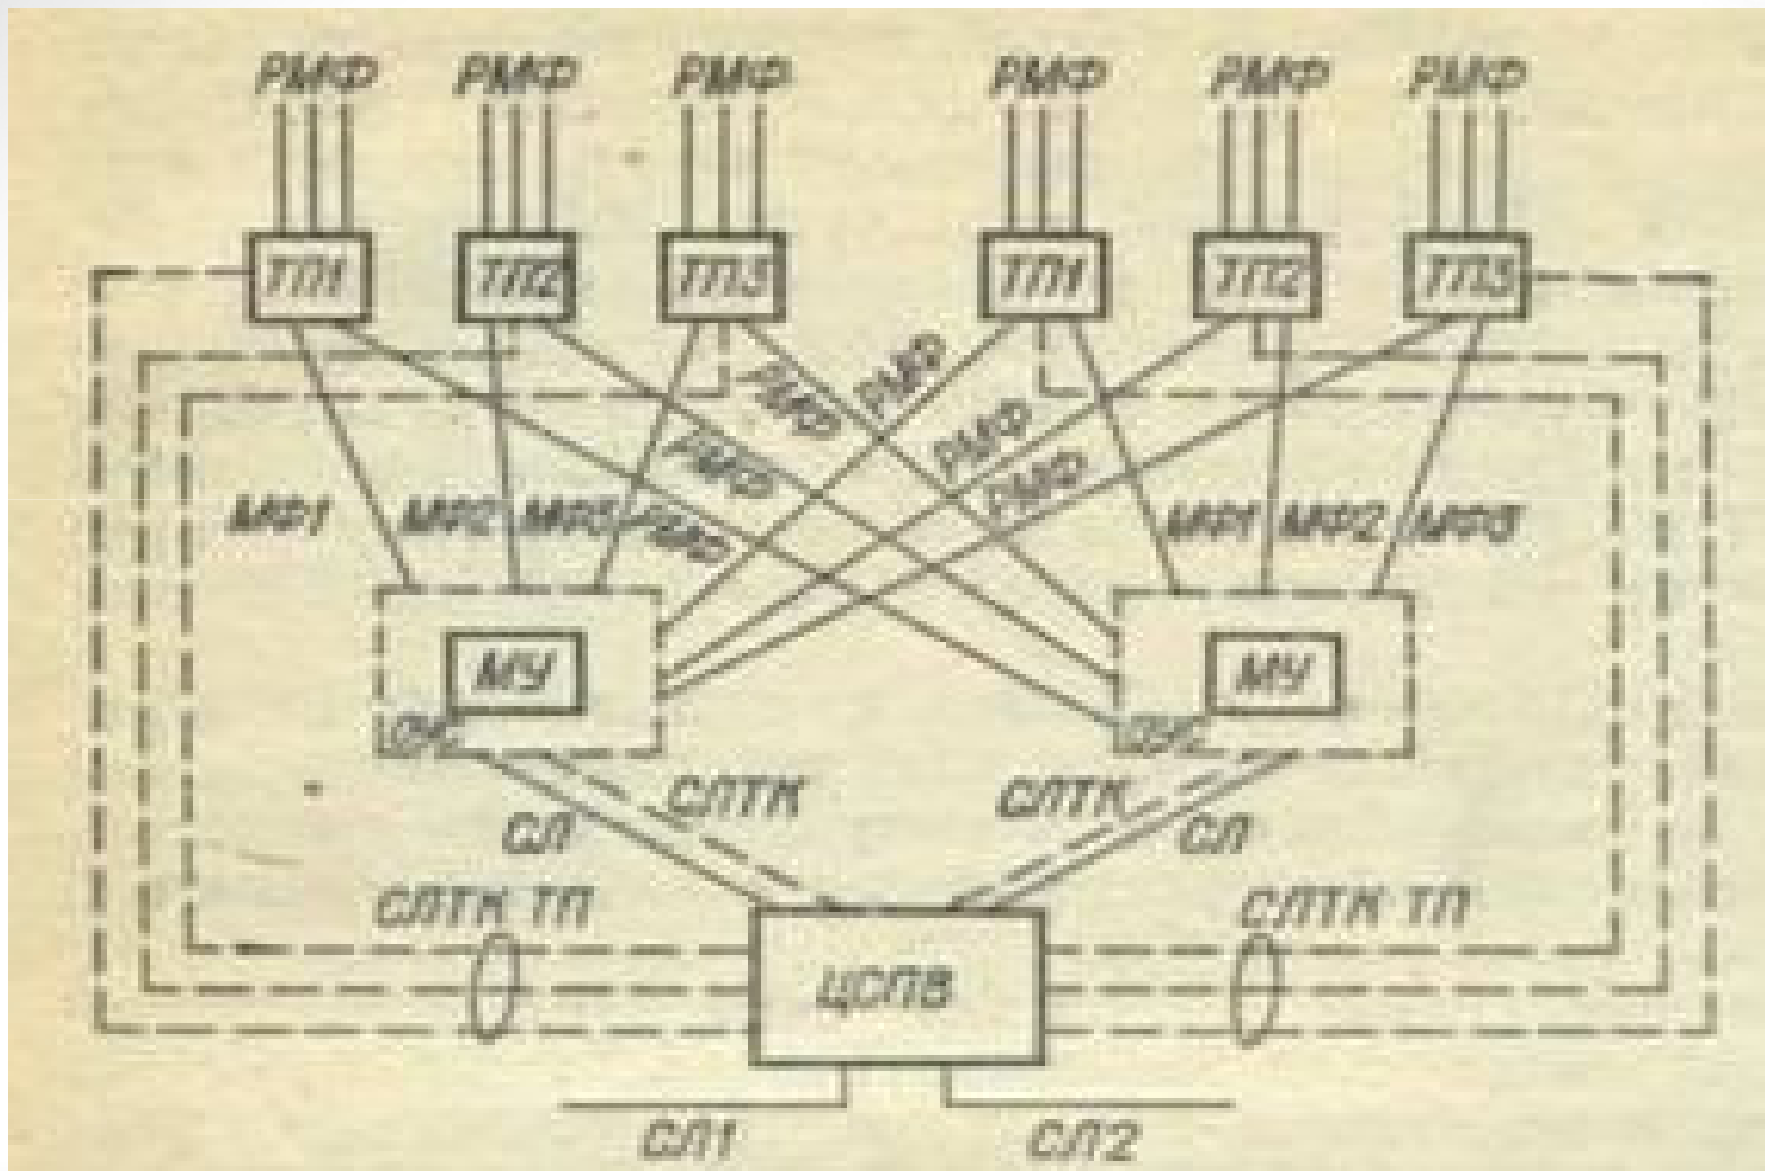 РМФ РМФ РМФ РМФ РМФ РМФ
ТП1 ТП2 ТП3 ТП1 ТП2 ТП3
РМФ РМФ
РМФ РМФ
РМФ РМФ
МФ1 МФ2 МФ3 МФ1 МФ2 МФ3
МУ МУ
СЛТК СЛТК
СЛ СЛ
СЛТК ТП СЛТК ТП
ЦСПВ
СЛ1 СЛ2